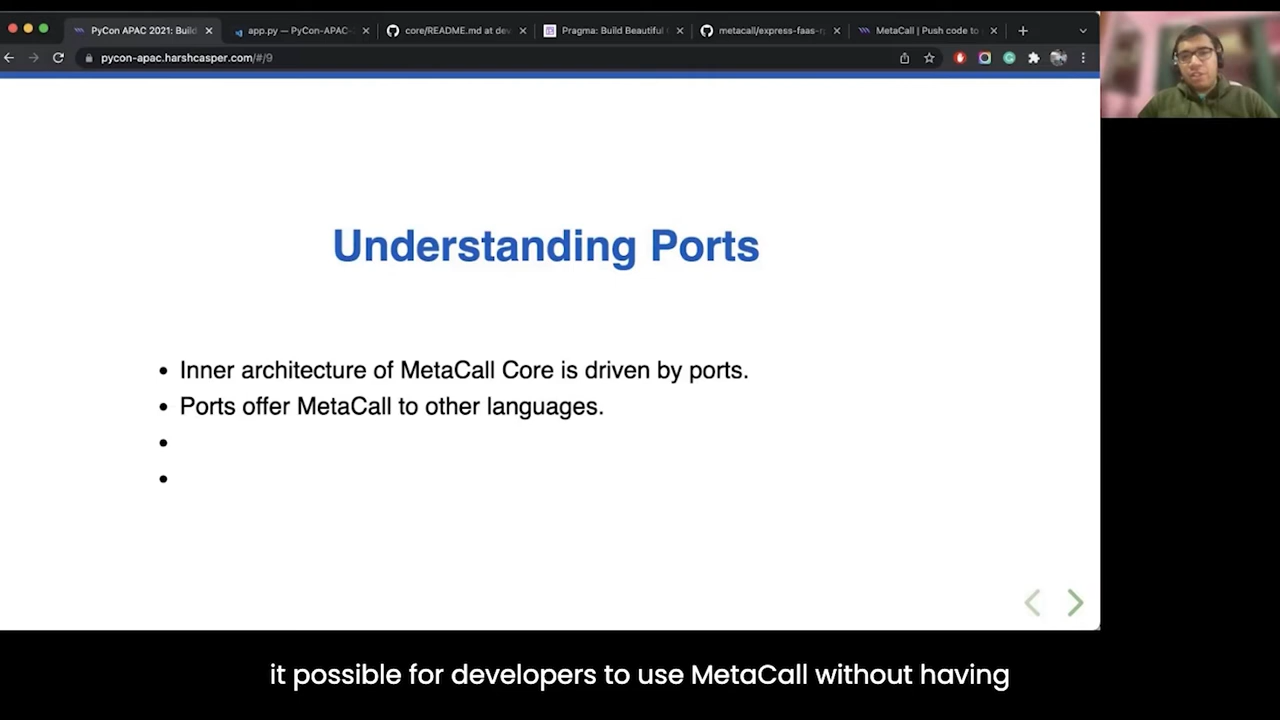 PyCon APAC 2021: Build
app.py — PyCon-APAC-
core/README.md at dev
Pragma: Build Beautiful
metacall/express-faas-r
MetaCall | Push code to
pycon-apac.harshcasper.com/#/9
Understanding Ports
• Inner architecture of MetaCall Core is driven by ports.
• Ports offer MetaCall to other languages.
•
•
it possible for developers to use MetaCall without having